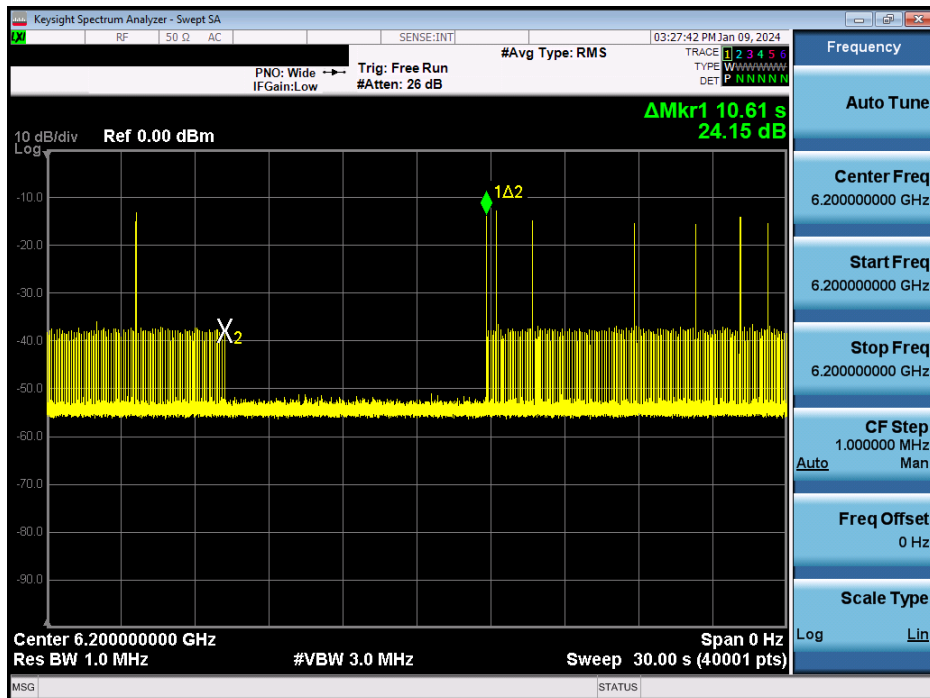 Keysight Spectrum Analyzer - Swept SA
LXI RF 50 Ω AC SENSE:INT 03:27:42 PM Jan 09, 2024
PNO: Wide
IFGain:Low
Trig: Free Run
#Atten: 26 dB
#Avg Type: RMS
TRACE 1 2 3 4 5 6
TYPE WWWWWW
DET P N N N N N
ΔMkr1 10.61 s
24.15 dB
10 dB/div Ref 0.00 dBm
Log
1Δ2
-10.0
-20.0
-30.0
X2
-40.0
-50.0
-60.0
-70.0
-80.0
-90.0
Center 6.200000000 GHz Span 0 Hz
Res BW 1.0 MHz #VBW 3.0 MHz Sweep 30.00 s (40001 pts)
MSG STATUS
Frequency
Auto Tune
Center Freq
6.200000000 GHz
Start Freq
6.200000000 GHz
Stop Freq
6.200000000 GHz
CF Step
1.000000 MHz
Auto Man
Freq Offset
0 Hz
Scale Type
Log Lin